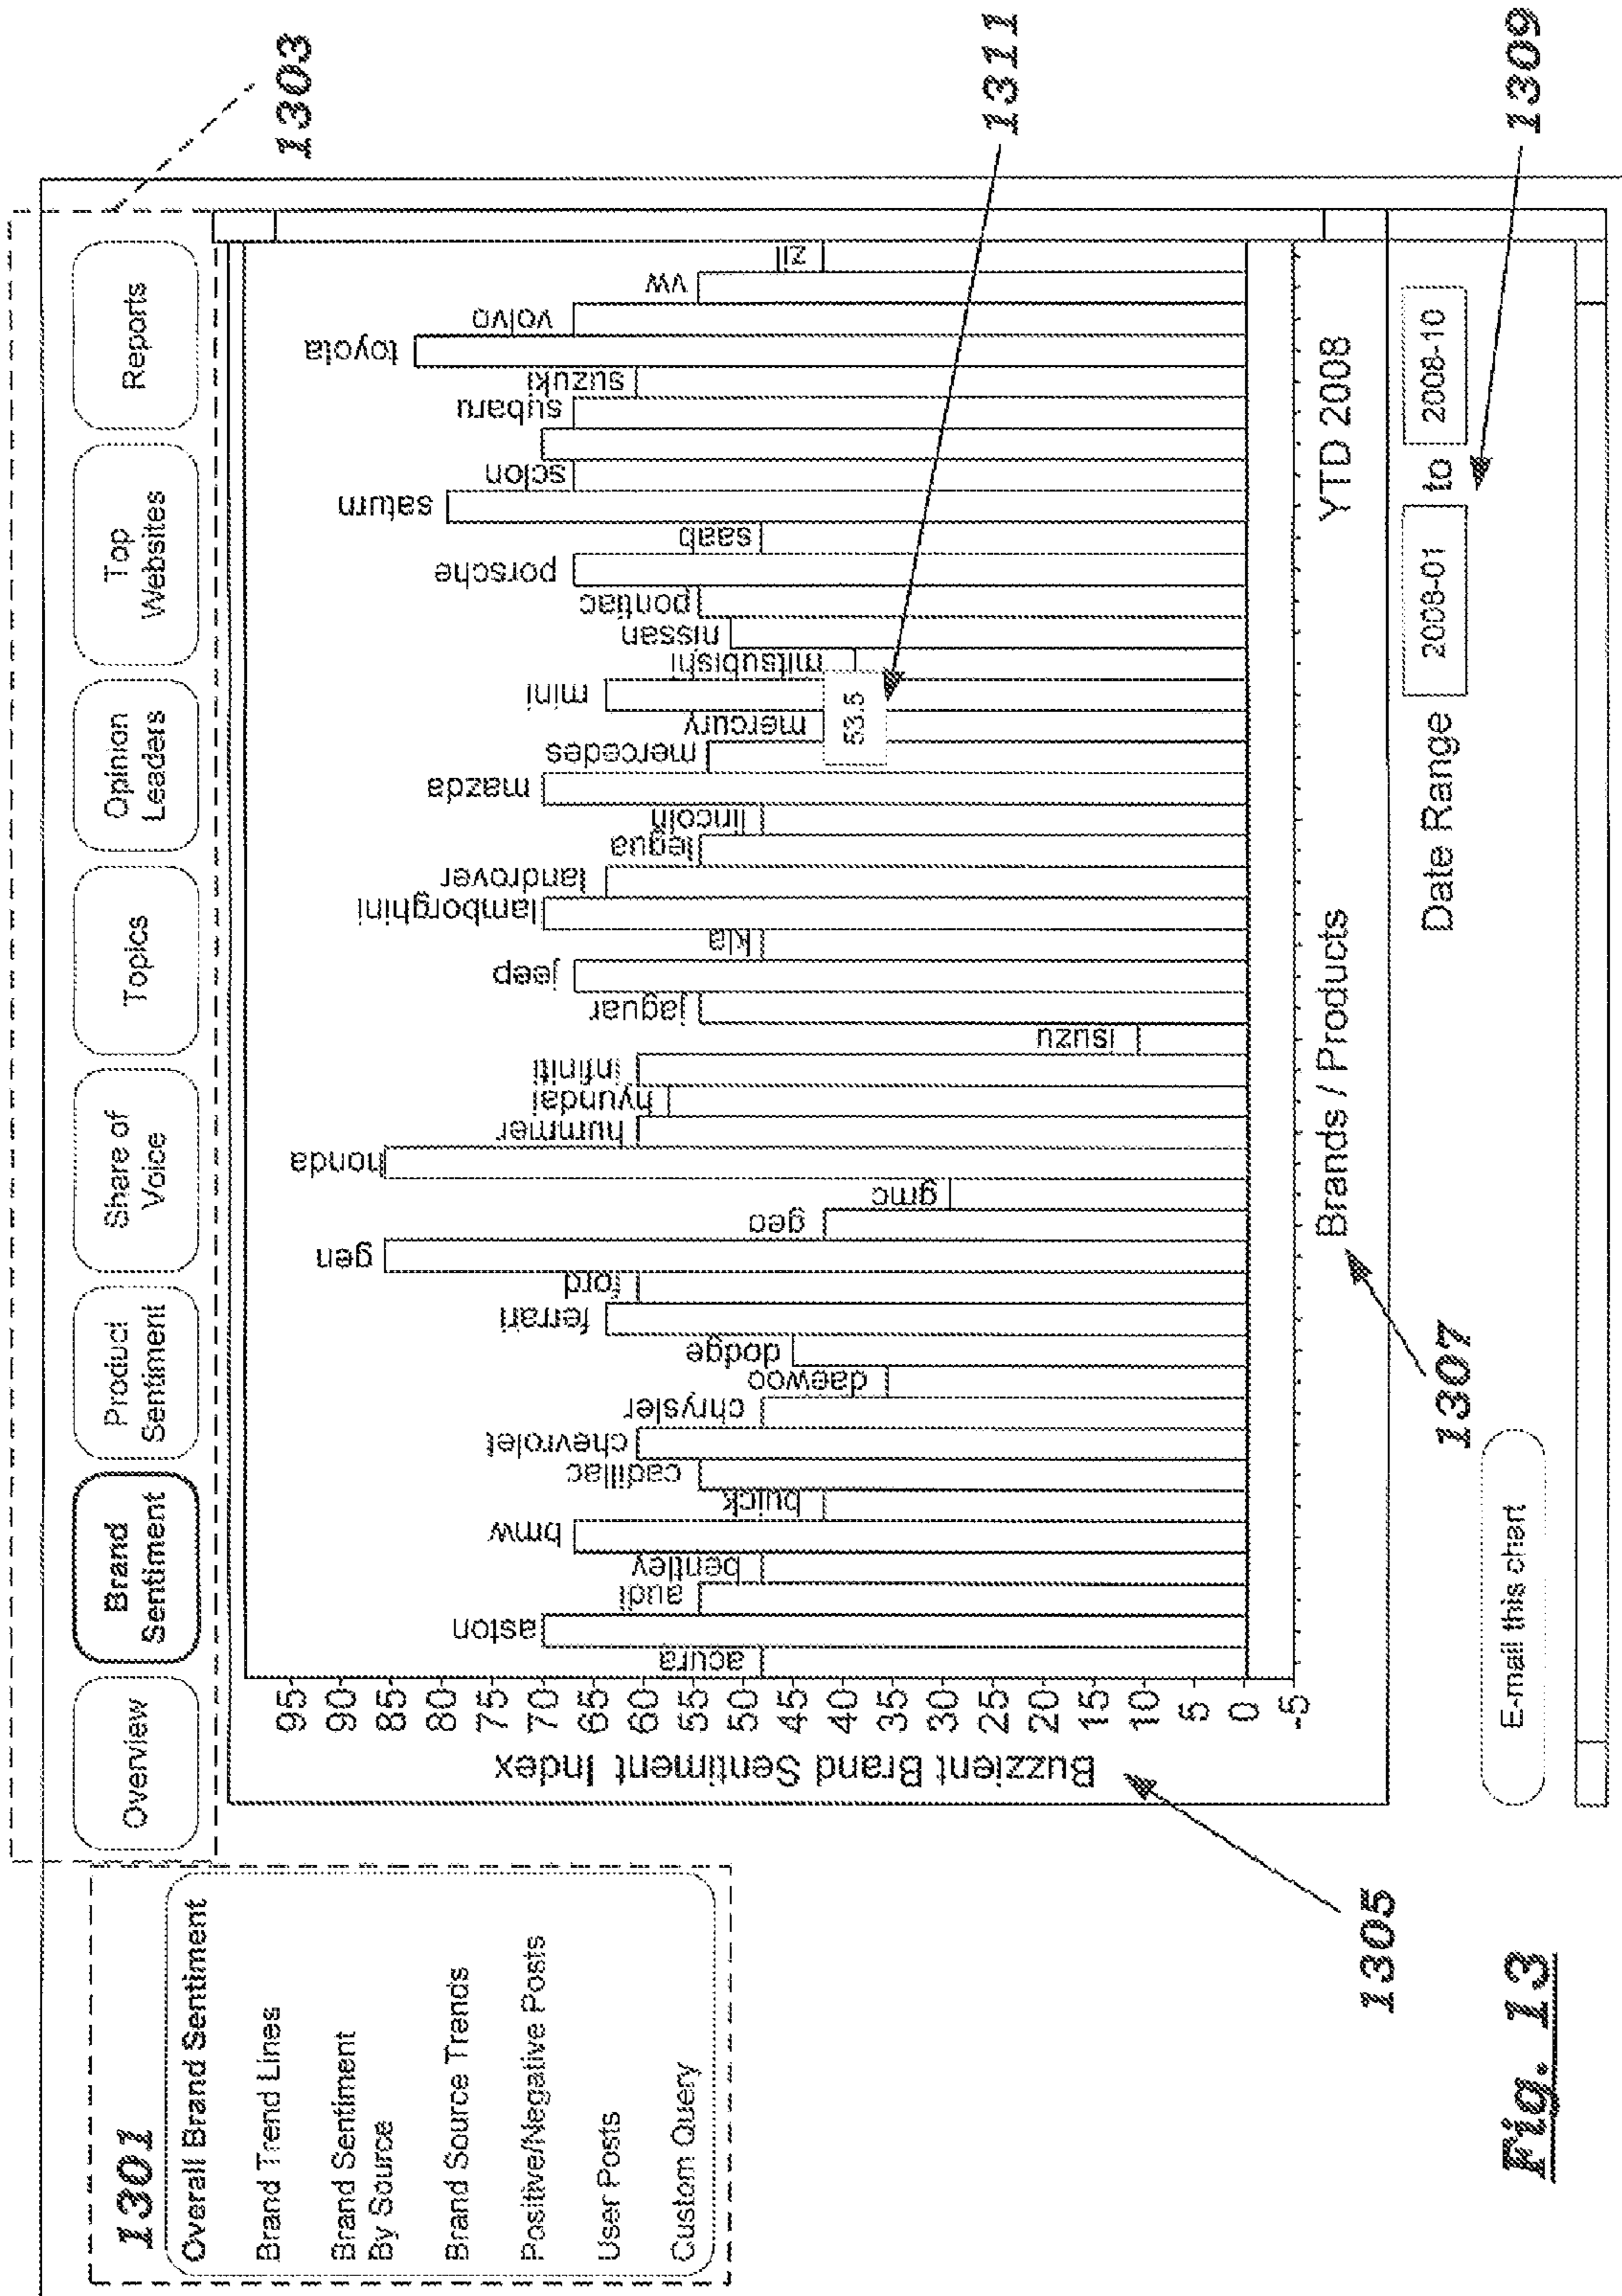 1301
Overall Brand Sentiment
Brand Trend Lines
Brand Sentiment
By Source
Brand Source Trends
Positive/Negative Posts
User Posts
Custom Query
1303
Overview
Brand
Sentiment
Product
Sentiment
Share of
Voice
Topics
Opinion
Leaders
Top
Websites
Reports
Buzzient Brand Sentiment Index
95
90
85
80
75
70
65
60
55
50
45
40
35
30
25
20
15
10
5
0
-5
acura
aston
audi
bentley
bmw
buick
cadillac
chevrolet
chrysler
daewoo
dodge
ferrari
ford
gen
geo
gmc
honda
hummer
hyundai
infiniti
isuzu
jaguar
jeep
kia
lamborghini
landrover
legua
lincoln
mazda
mercedes
mercury
mini
mitsubishi
nissan
pontiac
porsche
saab
saturn
scion
subaru
suzuki
toyola
volvo
vw
zil
53.5
1311
Brands / Products
YTD 2008
Date Range 2008-01 to 2008-10
1309
1307
1305
E-mail this chart
Fig. 13